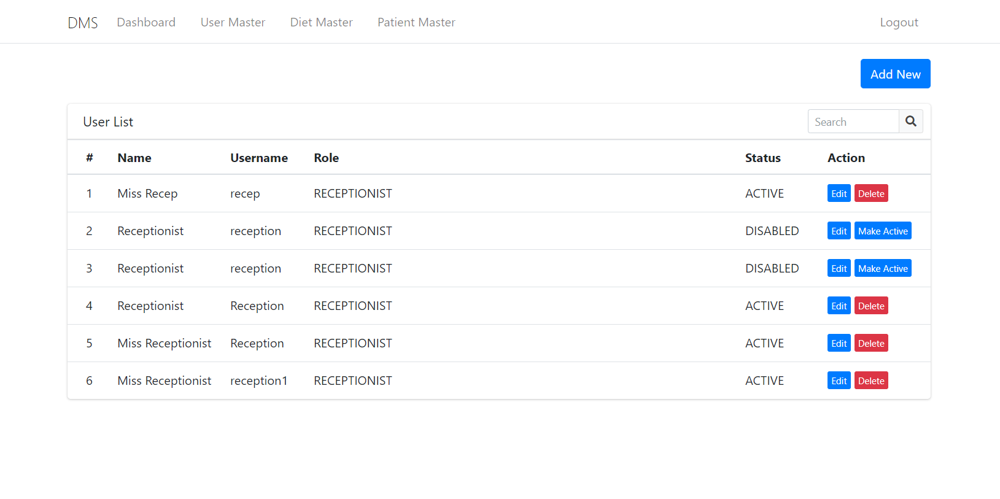 DMS Dashboard User Master Diet Master Patient Master Logout
Add New
User List Search
# Name Username Role Status Action
1 Miss Recep recep RECEPTIONIST ACTIVE Edit Delete
2 Receptionist reception RECEPTIONIST DISABLED Edit Make Active
3 Receptionist reception RECEPTIONIST DISABLED Edit Make Active
4 Receptionist Reception RECEPTIONIST ACTIVE Edit Delete
5 Miss Receptionist Reception RECEPTIONIST ACTIVE Edit Delete
6 Miss Receptionist reception1 RECEPTIONIST ACTIVE Edit Delete